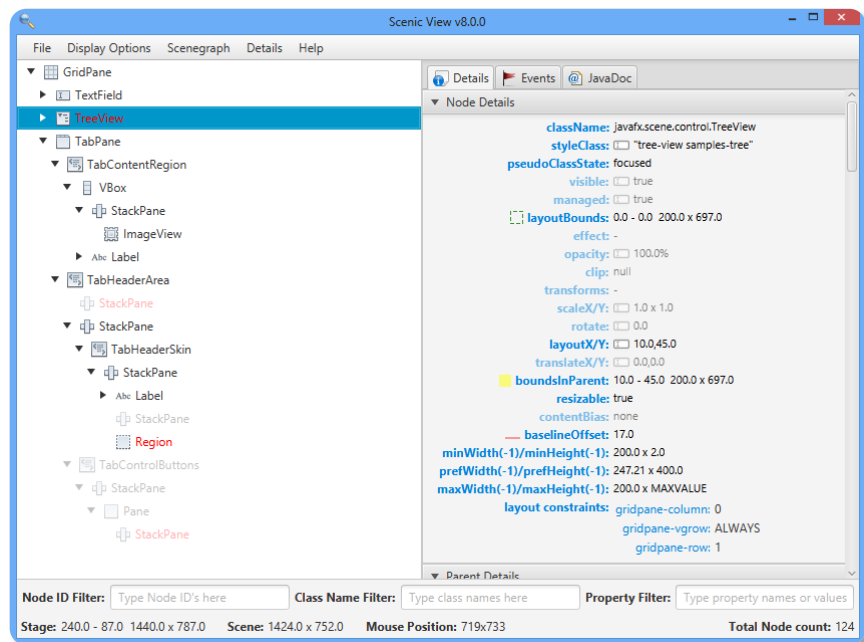 Scenic View v8.0.0
File Display Options Scenegraph Details Help
GridPane
TextField
TreeView
TabPane
TabContentRegion
VBox
StackPane
ImageView
Abc Label
TabHeaderArea
StackPane
StackPane
TabHeaderSkin
StackPane
Abc Label
StackPane
Region
TabControlButtons
StackPane
Pane
StackPane
Details Events JavaDoc
Node Details
className: javafx.scene.control.TreeView
styleClass: "tree-view samples-tree"
pseudoClassState: focused
visible: true
managed: true
layoutBounds: 0.0 - 0.0 200.0 x 697.0
effect: -
opacity: 100.0%
clip: null
transforms: -
scaleX/Y: 1.0 x 1.0
rotate: 0.0
layoutX/Y: 10.0,45.0
translateX/Y: 0.0,0.0
boundsInParent: 10.0 - 45.0 200.0 x 697.0
resizable: true
contentBias: none
baselineOffset: 17.0
minWidth(-1)/minHeight(-1): 200.0 x 2.0
prefWidth(-1)/prefHeight(-1): 247.21 x 400.0
maxWidth(-1)/maxHeight(-1): 200.0 x MAXVALUE
layout constraints: gridpane-column: 0
gridpane-vgrow: ALWAYS
gridpane-row: 1
Parent Details
Node ID Filter: Type Node ID's here Class Name Filter: Type class names here Property Filter: Type property names or values
Stage: 240.0 - 87.0 1440.0 x 787.0 Scene: 1424.0 x 752.0 Mouse Position: 719x733 Total Node count: 124